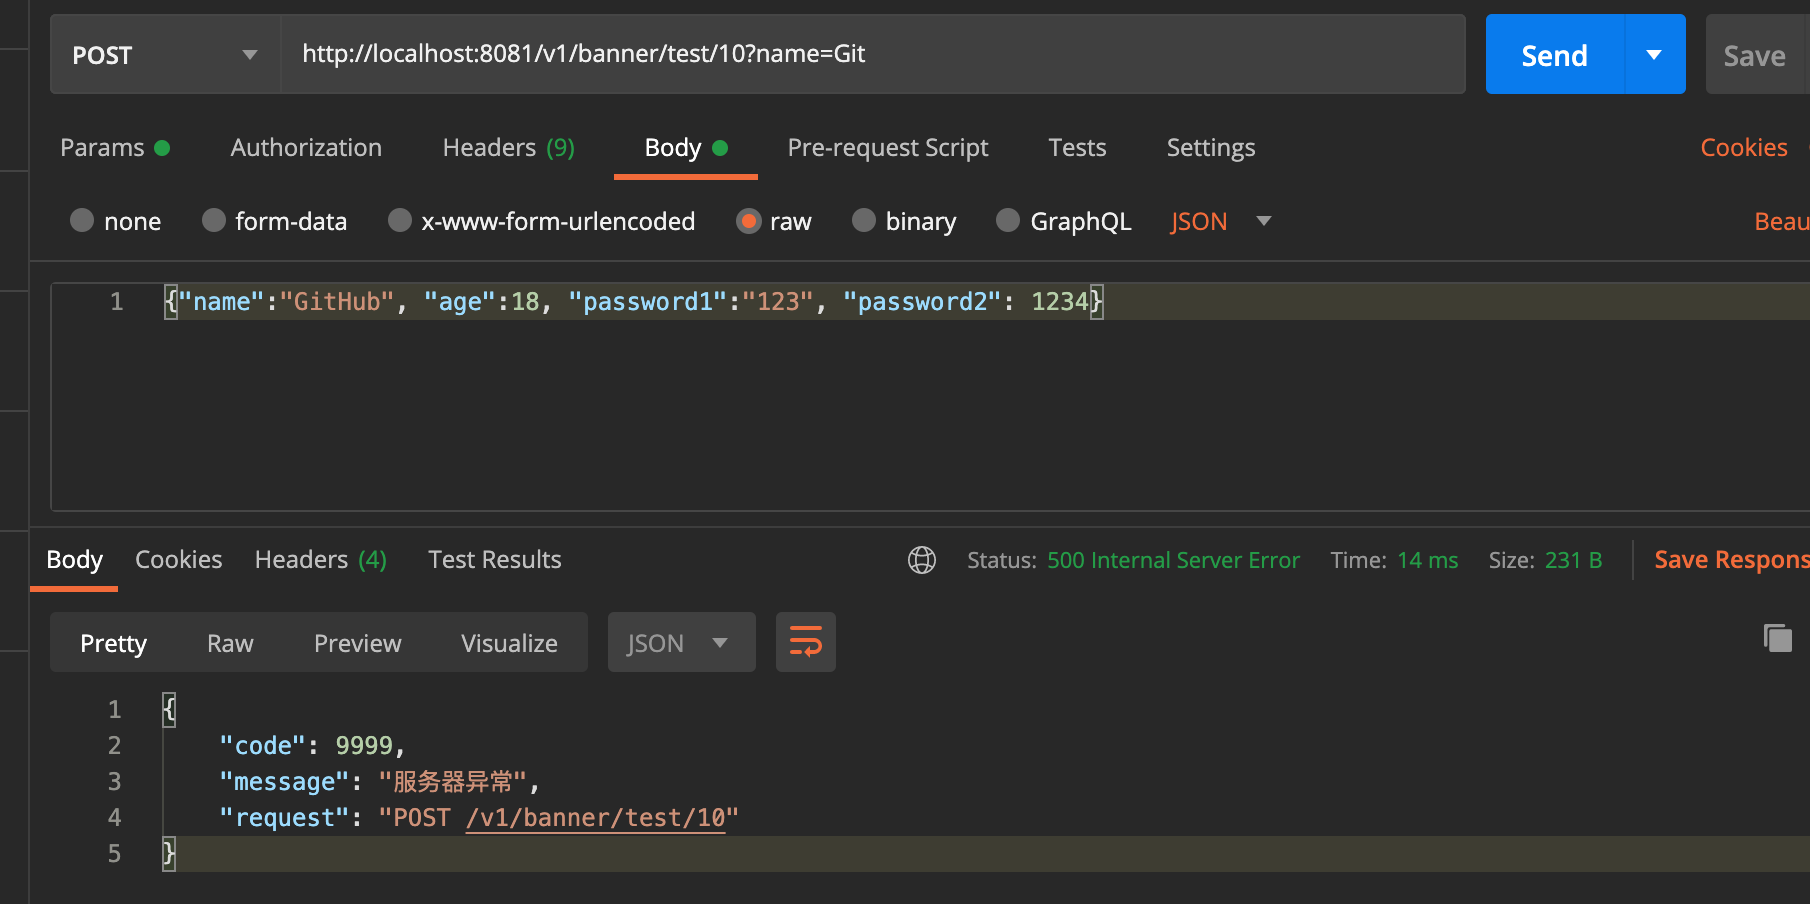 POST http://localhost:8081/v1/banner/test/10?name=Git Send Save
Params Authorization Headers (9) Body Pre-request Script Tests Settings Cookies
none form-data x-www-form-urlencoded raw binary GraphQL JSON Beau
1 {"name":"GitHub", "age":18, "password1":"123", "password2": 1234}
Body Cookies Headers (4) Test Results Status: 500 Internal Server Error Time: 14 ms Size: 231 B Save Respons
Pretty Raw Preview Visualize JSON
1 {
2 "code": 9999,
3 "message": "服务器异常",
4 "request": "POST /v1/banner/test/10"
5 }